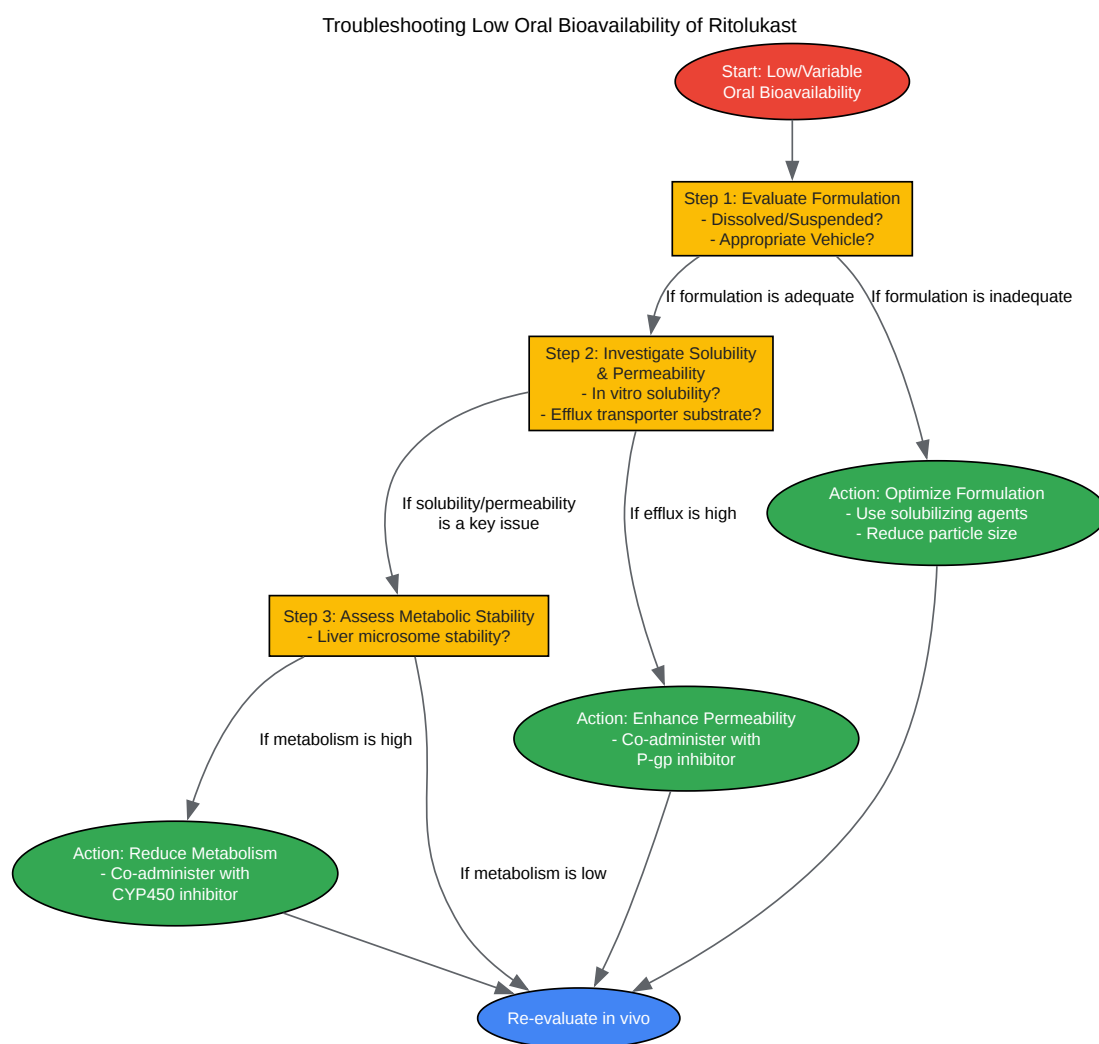 Troubleshooting Low Oral Bioavailability of Ritolukast
Start: Low/Variable
Oral Bioavailability
Step 1: Evaluate Formulation
- Dissolved/Suspended?
- Appropriate Vehicle?
If formulation is adequate
If formulation is inadequate
Step 2: Investigate Solubility
& Permeability
- In vitro solubility?
- Efflux transporter substrate?
If solubility/permeability
is a key issue
If efflux is high
Action: Optimize Formulation
- Use solubilizing agents
- Reduce particle size
Step 3: Assess Metabolic Stability
- Liver microsome stability?
If metabolism is high
Action: Enhance Permeability
- Co-administer with
P-gp inhibitor
Action: Reduce Metabolism
- Co-administer with
CYP450 inhibitor
If metabolism is low
Re-evaluate in vivo